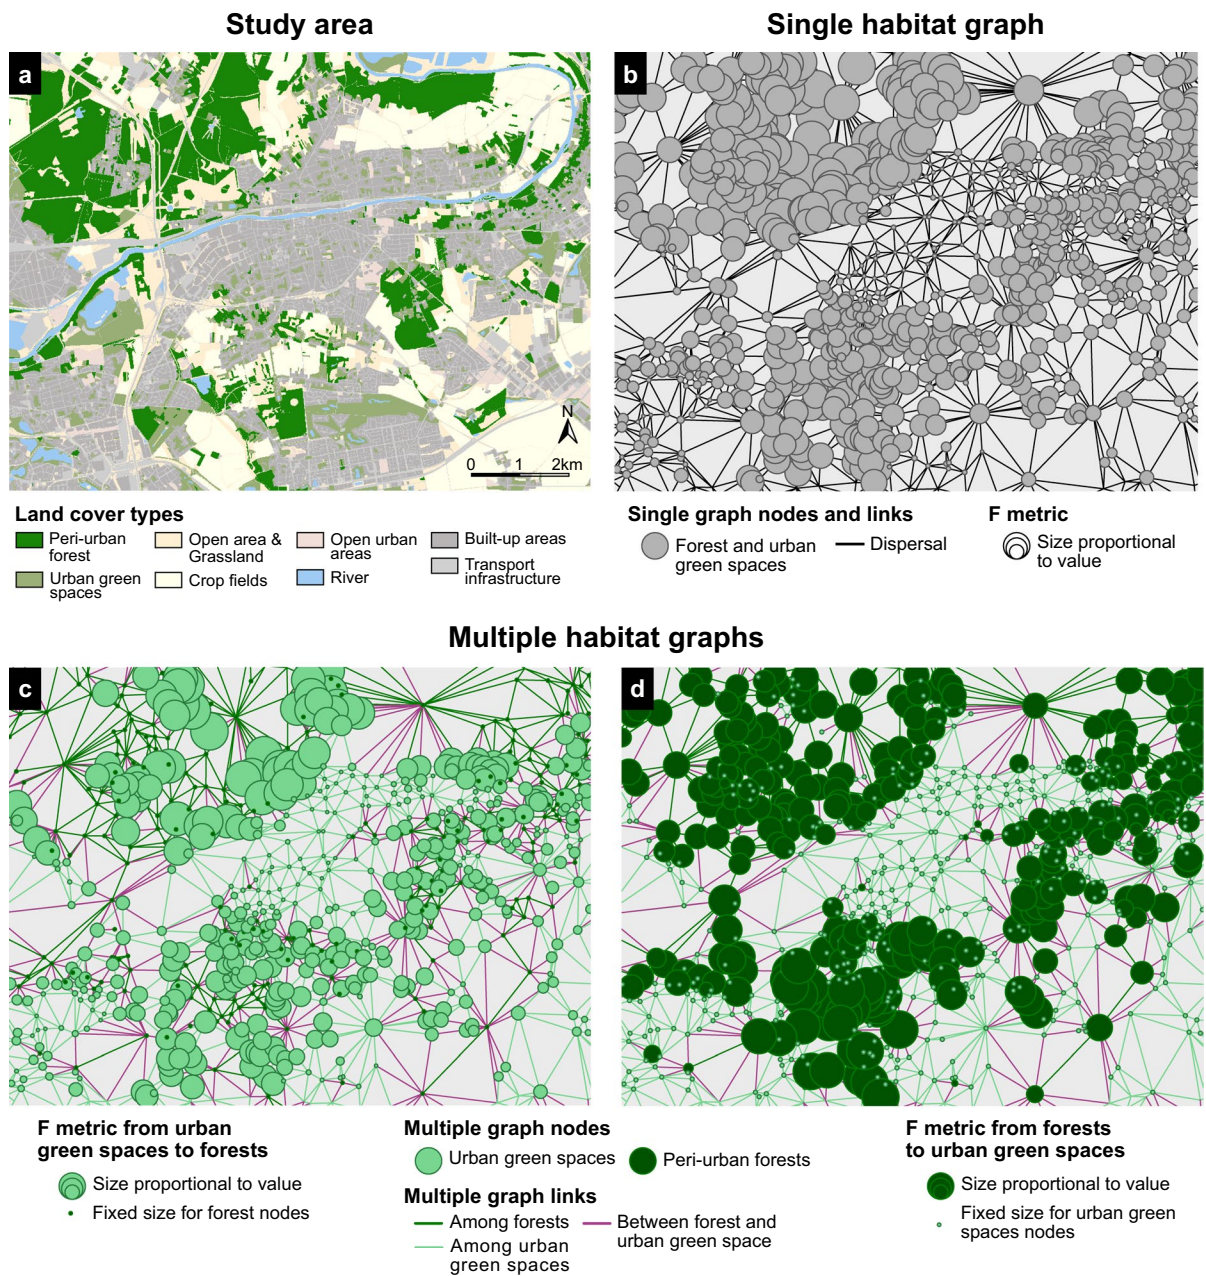 Study area
Single habitat graph
a
b
N
0 1 2km
Land cover types
Peri-urban
forest
Open area &
Grassland
Open urban
areas
Built-up areas
Urban green
spaces
Crop fields
River
Transport
infrastructure
Single graph nodes and links
F metric
Forest and urban
green spaces
Dispersal
Size proportional
to value
Multiple habitat graphs
c
d
F metric from urban
green spaces to forests
Size proportional to value
Fixed size for forest nodes
Multiple graph nodes
Urban green spaces
Peri-urban forests
Multiple graph links
Among forests
Between forest and
urban green space
Among urban
green spaces
F metric from forests
to urban green spaces
Size proportional to value
Fixed size for urban green
spaces nodes